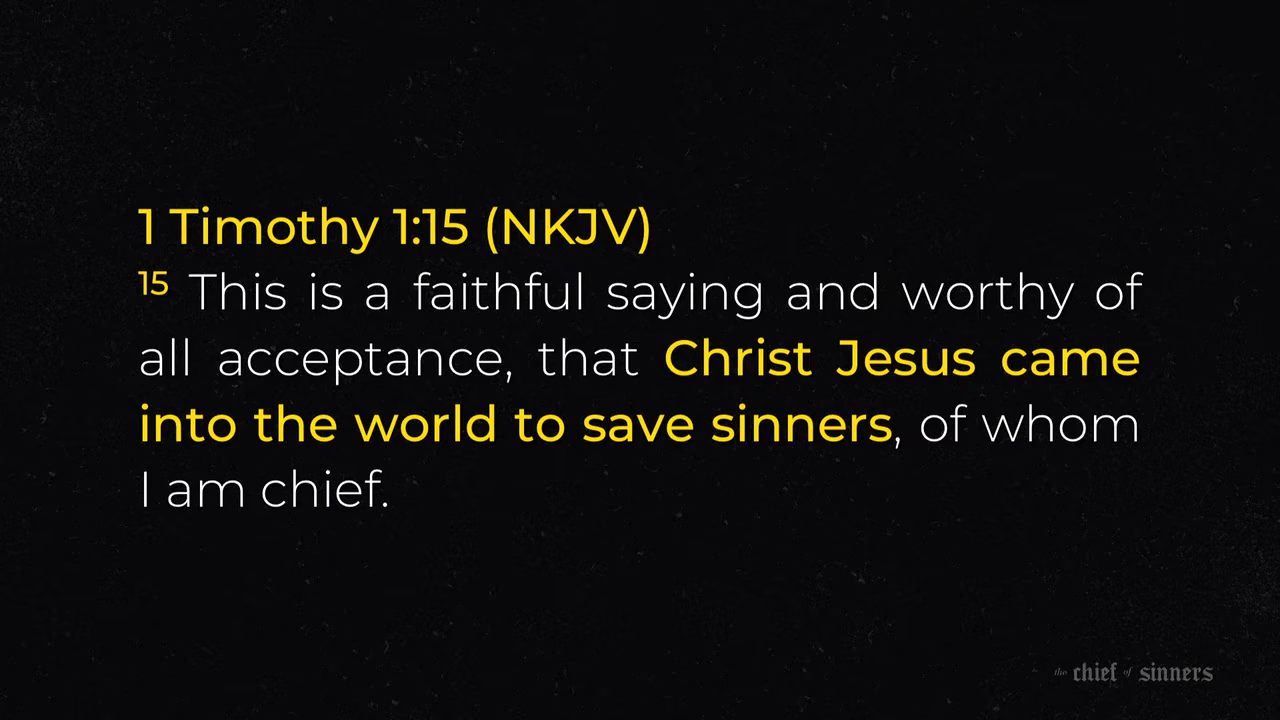 1 Timothy 1:15 (NKJV)
15 This is a faithful saying and worthy of
all acceptance, that Christ Jesus came
into the world to save sinners, of whom
I am chief.
the chief of sinners